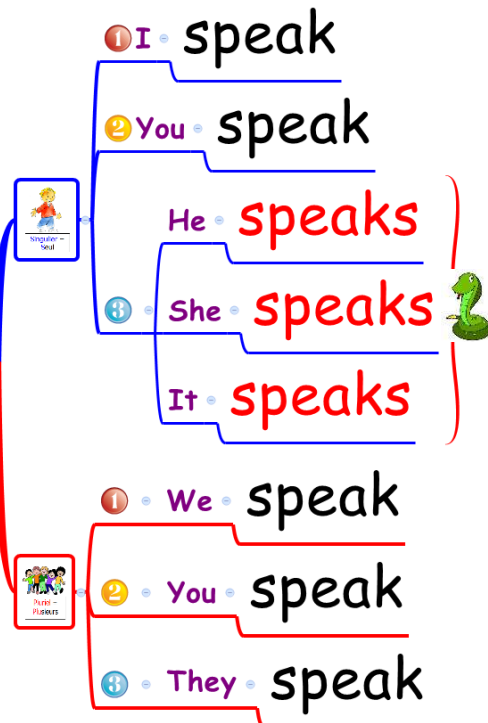 1 I speak
2 You speak
He speaks
Singulier –
Seul
3 She speaks
It speaks
1 We speak
2 You speak
Pluriel –
Plusieurs
3 They speak